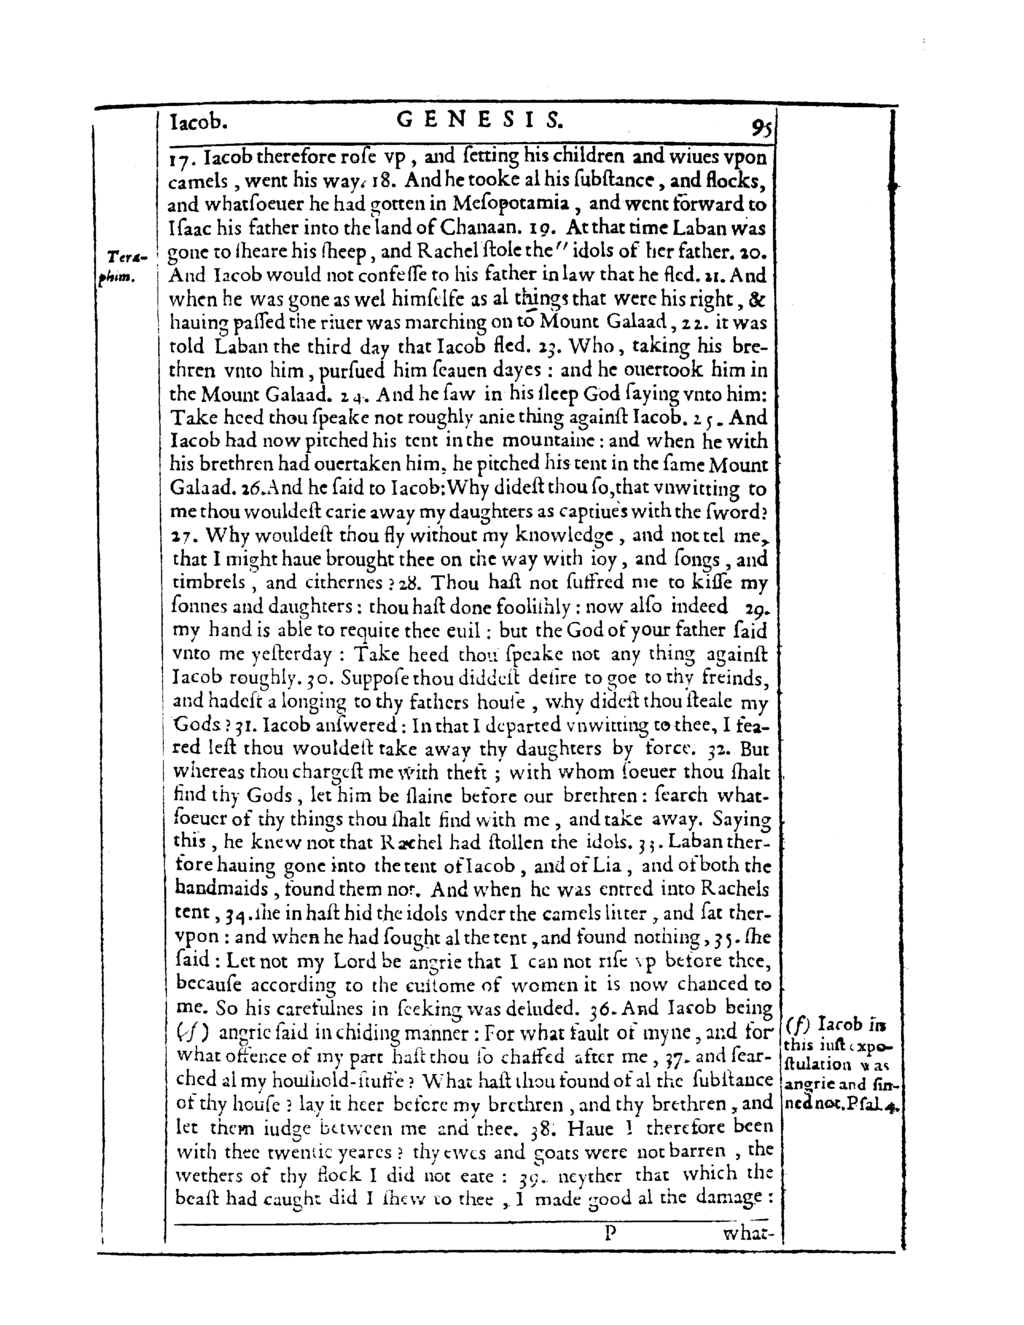 Iacob. GENESIS. 95
17. Iacob therefore roſe vp , and ſetting his children and wiues vpon
camels , went his way. 18. And he tooke al his ſubſtance , and flocks,
and whatſoeuer he had gotten in Meſopotamia , and went forward to
Iſaac his father into the land of Chanaan. 19. At that time Laban was
gone to ſheare his ſheep , and Rachel ſtole the " idols of her father. 20.
And Iacob would not confeſſe to his father in law that he fled. 21. And
when he was gone as wel himſelfe as al things that were his right , &
hauing paſſed the riuer was marching on to Mount Galaad , 22. it was
told Laban the third day that Iacob fled. 23. Who , taking his bre-
thren vnto him , purſued him ſeauen dayes : and he ouertook him in
the Mount Galaad. 24. And he ſaw in his ſleep God ſaying vnto him:
Take heed thou ſpeake not roughly anie thing againſt Iacob. 25. And
Iacob had now pitched his tent in the mountaine : and when he with
his brethren had ouertaken him, he pitched his tent in the ſame Mount
Galaad. 26. And he ſaid to Iacob: Why dideſt thou ſo, that vnwitting to
me thou wouldeſt carie away my daughters as captiues with the ſword?
27. Why wouldeſt thou fly without my knowledge , and not tel me,
that I might haue brought thee on the way with ioy , and ſongs , and
timbrels , and cithernes ? 28. Thou haſt not ſuffred me to kiſſe my
ſonnes and daughters : thou haſt done fooliſhly : now alſo indeed 29.
my hand is able to requite thee euil : but the God of your father ſaid
vnto me yeſterday : Take heed thou ſpeake not any thing againſt
Iacob roughly. 30. Suppoſe thou diddeſt deſire to goe to thy freinds,
and hadeſt a longing to thy fathers houſe , why dideſt thou ſteale my
Gods ? 31. Iacob anſwered : In that I departed vnwitting to thee, I fea-
red leſt thou wouldeſt take away thy daughters by force. 32. But
whereas thou chargeſt me with theft ; with whom ſoeuer thou ſhalt
find thy Gods , let him be ſlaine before our brethren : ſearch what-
ſoeuer of thy things thou ſhalt find with me , and take away. Saying
this , he knew not that Rachel had ſtollen the idols. 33. Laban ther-
fore hauing gone into the tent of Iacob , and of Lia , and of both the
handmaids , found them not. And when he was entred into Rachels
tent , 34. ſhe in haſt hid the idols vnder the camels litter , and ſat ther-
vpon : and when he had ſought al the tent , and found nothing , 35. ſhe
ſaid : Let not my Lord be angrie that I can not riſe vp before thee,
becauſe according to the cuſtome of women it is now chanced to
me. So his carefulnes in ſeeking was deluded. 36. And Iacob being
(f) angrie ſaid in chiding manner : For what fault of myne , and for
what offence of my part haſt thou ſo chaffed after me , 37. and ſear-
ched al my houſhold-ſtuffe ? What haſt thou found of al the ſubſtance
of thy houſe ? lay it heer before my brethren , and thy brethren , and
let them iudge between me and thee. 38. Haue I therefore been
with thee twentie yeares ? thy ewes and goats were not barren , the
wethers of thy flock I did not eate : 39. neyther that which the
beaſt had caught did I ſhew to thee , I made good al the damage :
P what-
Tera-
phim.
(f) Iacob in
this iuſt expo-
ſtulation was
angrie and ſin-
ned not. Pſal. 4.